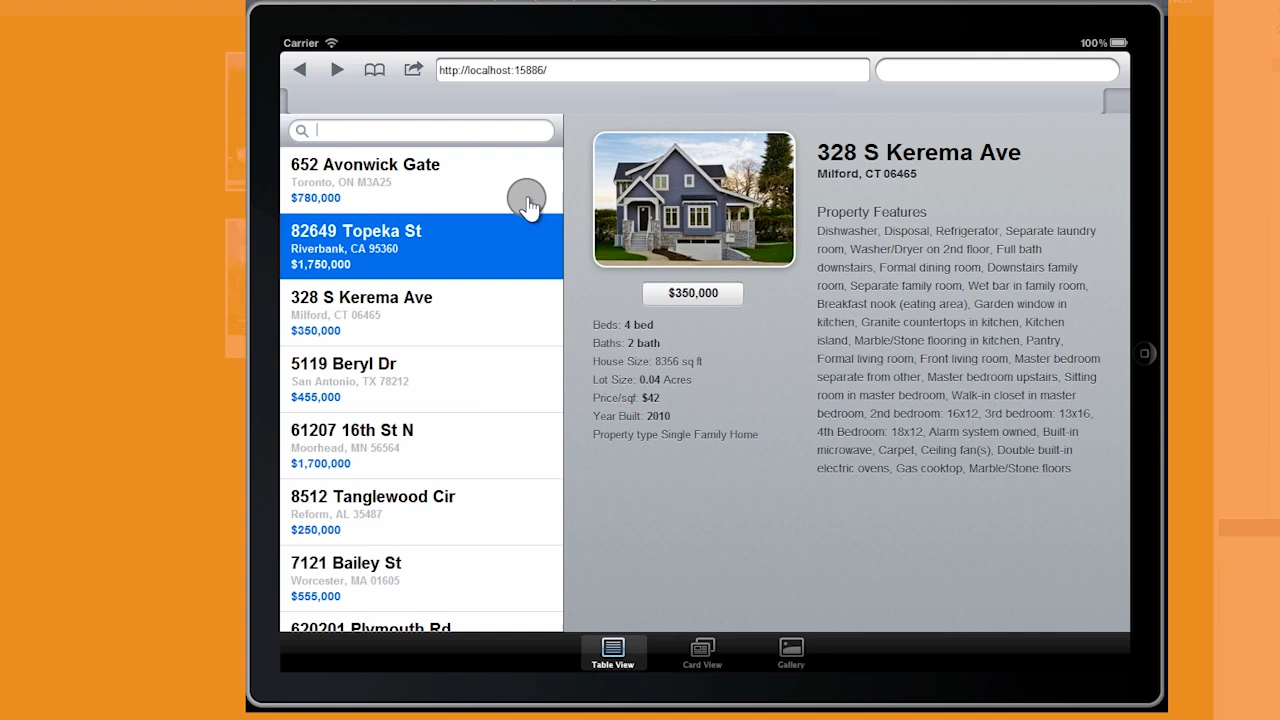 Carrier
100%
http://localhost:15886/
652 Avonwick Gate
Toronto, ON M3A25
$780,000
82649 Topeka St
Riverbank, CA 95360
$1,750,000
328 S Kerema Ave
Milford, CT 06465
$350,000
5119 Beryl Dr
San Antonio, TX 78212
$455,000
61207 16th St N
Moorhead, MN 56564
$1,700,000
8512 Tanglewood Cir
Reform, AL 35487
$250,000
7121 Bailey St
Worcester, MA 01605
$555,000
620201 Plymouth Rd
$350,000
Beds: 4 bed
Baths: 2 bath
House Size: 8356 sq ft
Lot Size: 0.04 Acres
Price/sqf: $42
Year Built: 2010
Property type Single Family Home
328 S Kerema Ave
Milford, CT 06465
Property Features
Dishwasher, Disposal, Refrigerator, Separate laundry
room, Washer/Dryer on 2nd floor, Full bath
downstairs, Formal dining room, Downstairs family
room, Separate family room, Wet bar in family room,
Breakfast nook (eating area), Garden window in
kitchen, Granite countertops in kitchen, Kitchen
island, Marble/Stone flooring in kitchen, Pantry,
Formal living room, Front living room, Master bedroom
separate from other, Master bedroom upstairs, Sitting
room in master bedroom, Walk-in closet in master
bedroom, 2nd bedroom: 16x12, 3rd bedroom: 13x16,
4th Bedroom: 18x12, Alarm system owned, Built-in
microwave, Carpet, Ceiling fan(s), Double built-in
electric ovens, Gas cooktop, Marble/Stone floors
Table View
Card View
Gallery